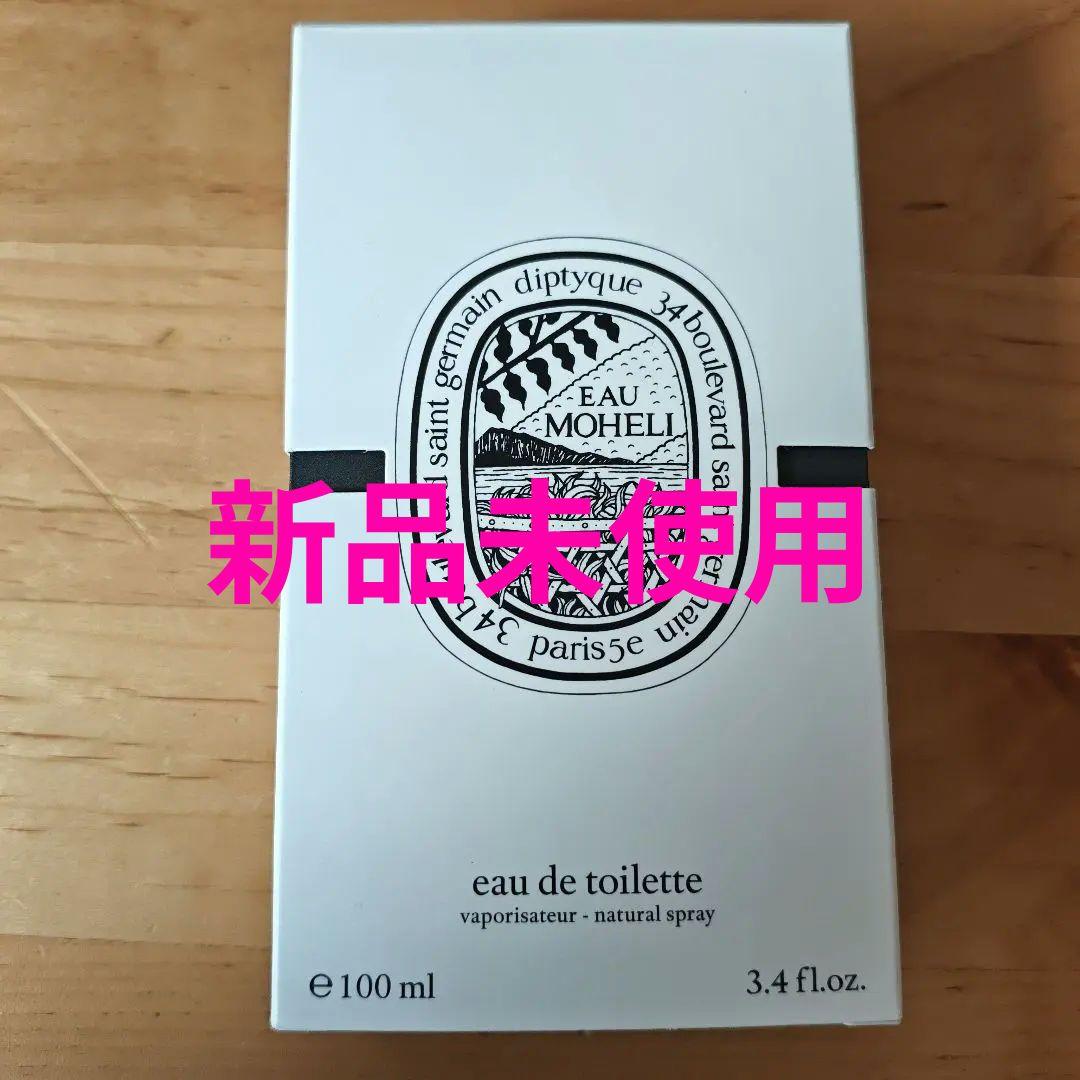 diptyque 34 boulevard saint germain
paris 5e
34 boulevard saint germain
EAU
MOHELI
新品未使用
eau de toilette
vaporisateur - natural spray
℮ 100 ml
3.4 fl.oz.